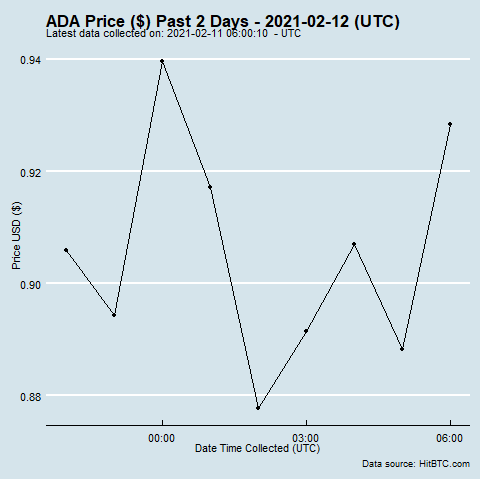 ADA Price ($) Past 2 Days - 2021-02-12 (UTC)
Latest data collected on: 2021-02-11 06:00:10  - UTC
0.94
0.92
0.90
0.88
Price USD ($)
00:00
03:00
06:00
Date Time Collected (UTC)
Data source: HitBTC.com